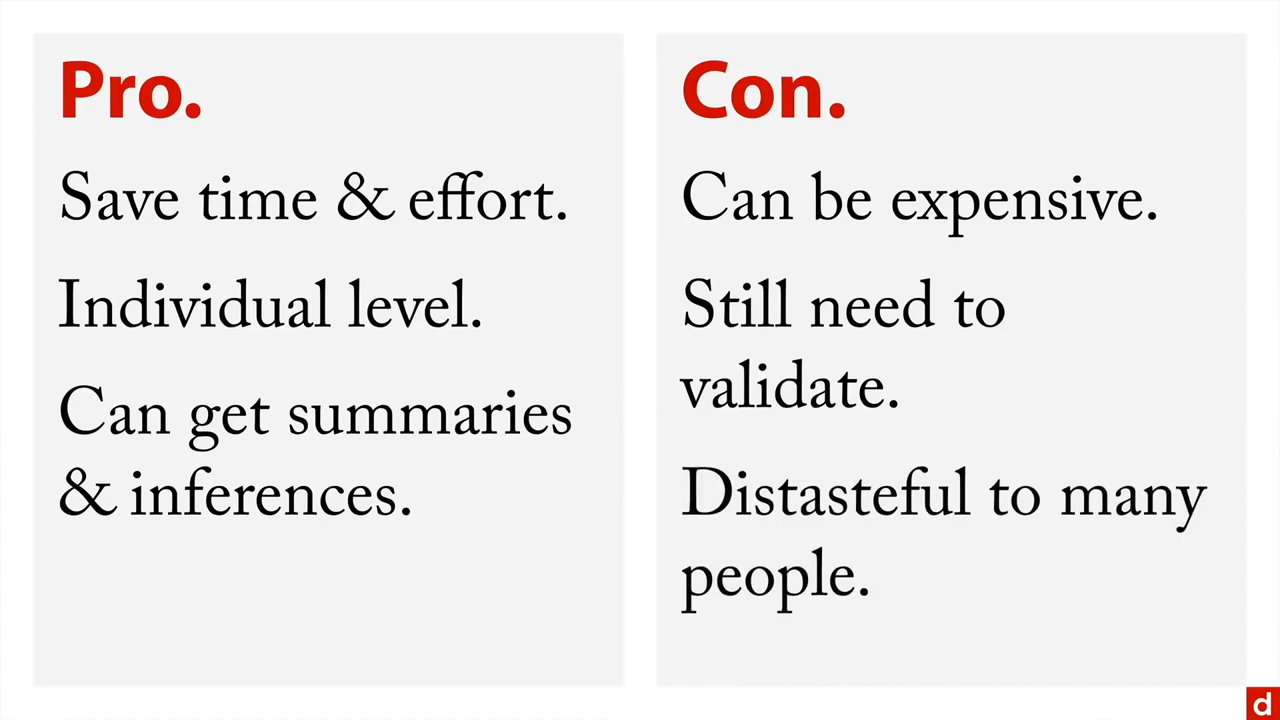 Pro.
Save time & effort.
Individual level.
Can get summaries
& inferences.
Con.
Can be expensive.
Still need to
validate.
Distasteful to many
people.
d